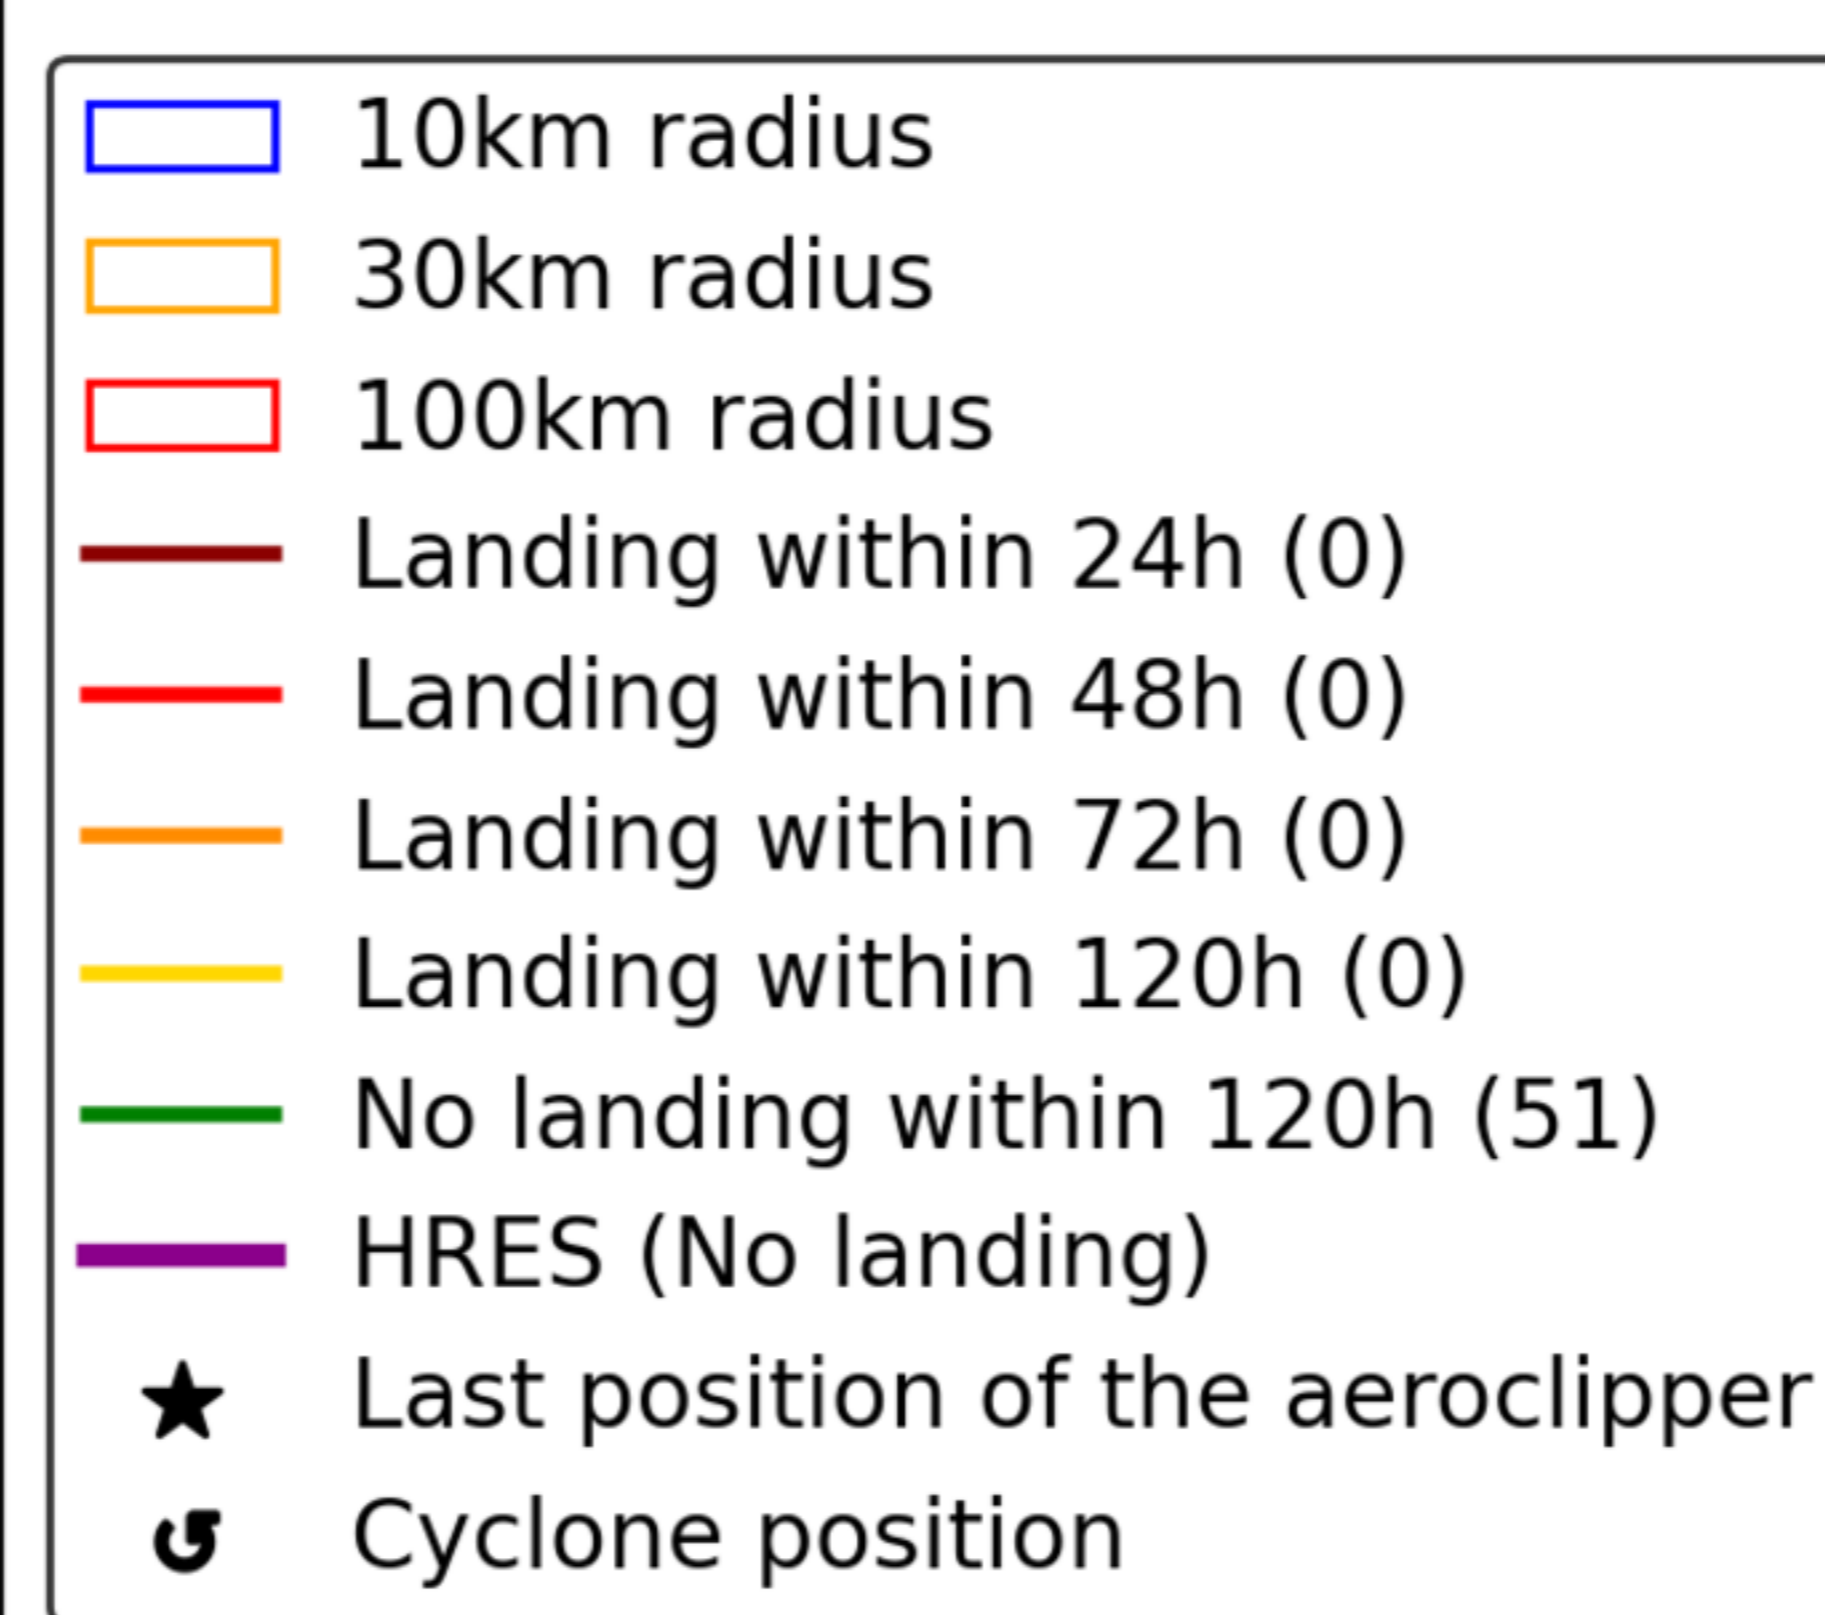 10km radius
30km radius
100km radius
Landing within 24h (0)
Landing within 48h (0)
Landing within 72h (0)
Landing within 120h (0)
No landing within 120h (51)
HRES (No landing)
Last position of the aeroclipper
Cyclone position